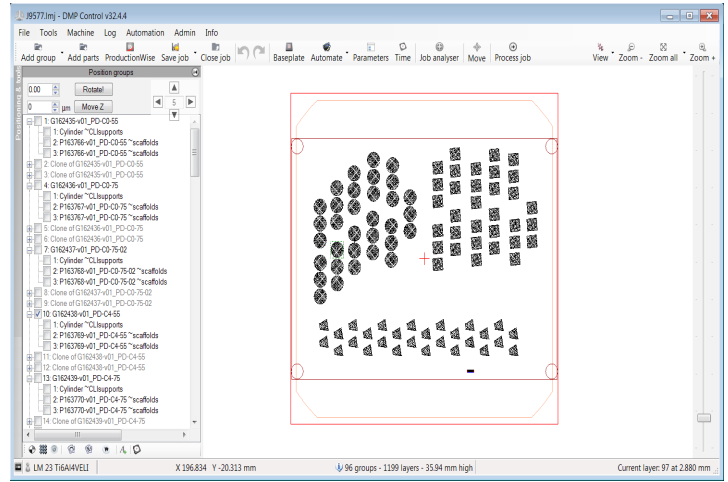 J9577.lmj - DMP Control v32.4.4
File Tools Machine Log Automation Admin Info
Add group Add parts ProductionWise Save job Close job Baseplate Automate Parameters Time Job analyser Move Process job View Zoom - Zoom all Zoom +
Positioning & tools
Position groups
0.00 Rotate!
0 µm Move Z
5
1: G162435-v01_PD-C0-55
1: Cylinder ~CLIsupports
2: P163766-v01_PD-C0-55 ~scaffolds
3: P163766-v01_PD-C0-55 ~scaffolds
2: Clone of G162435-v01_PD-C0-55
3: Clone of G162435-v01_PD-C0-55
4: G162436-v01_PD-C0-75
1: Cylinder ~CLIsupports
2: P163767-v01_PD-C0-75 ~scaffolds
3: P163767-v01_PD-C0-75 ~scaffolds
5: Clone of G162436-v01_PD-C0-75
6: Clone of G162436-v01_PD-C0-75
7: G162437-v01_PD-C0-75-02
1: Cylinder ~CLIsupports
2: P163768-v01_PD-C0-75-02 ~scaffolds
3: P163768-v01_PD-C0-75-02 ~scaffolds
8: Clone of G162437-v01_PD-C0-75-02
9: Clone of G162437-v01_PD-C0-75-02
10: G162438-v01_PD-C4-55
1: Cylinder ~CLIsupports
2: P163769-v01_PD-C4-55 ~scaffolds
3: P163769-v01_PD-C4-55 ~scaffolds
11: Clone of G162438-v01_PD-C4-55
12: Clone of G162438-v01_PD-C4-55
13: G162439-v01_PD-C4-75
1: Cylinder ~CLIsupports
2: P163770-v01_PD-C4-75 ~scaffolds
3: P163770-v01_PD-C4-75 ~scaffolds
14: Clone of G162439-v01_PD-C4-75
LM 23 Ti6Al4VELI X 196.834 Y -20.313 mm 96 groups - 1199 layers - 35.94 mm high Current layer: 97 at 2.880 mm